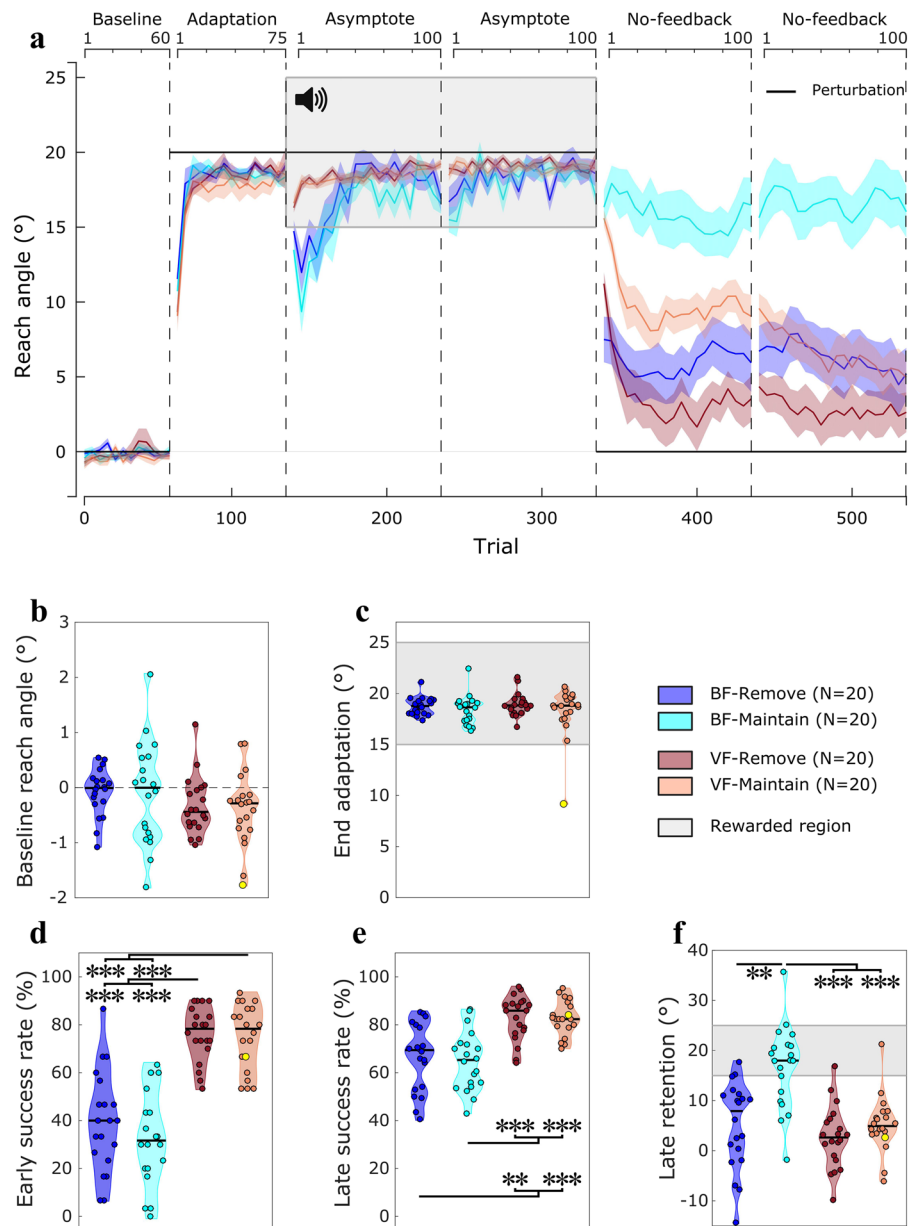 a
Baseline Adaptation Asymptote Asymptote No-feedback No-feedback
1 60 1 75 1 100 1 100 1 100 1 100
Reach angle (°)
25
20
15
10
5
0
Perturbation
0 100 200 300 400 500
Trial
b
Baseline reach angle (°)
3
2
1
0
-1
-2
c
End adaptation (°)
25
20
15
10
5
0
BF-Remove (N=20)
BF-Maintain (N=20)
VF-Remove (N=20)
VF-Maintain (N=20)
Rewarded region
d
Early success rate (%)
100
80
60
40
20
0
*** ***
*** ***
e
Late success rate (%)
100
80
60
40
20
0
*** ***
** ***
f
Late retention (°)
40
30
20
10
0
-10
** *** ***